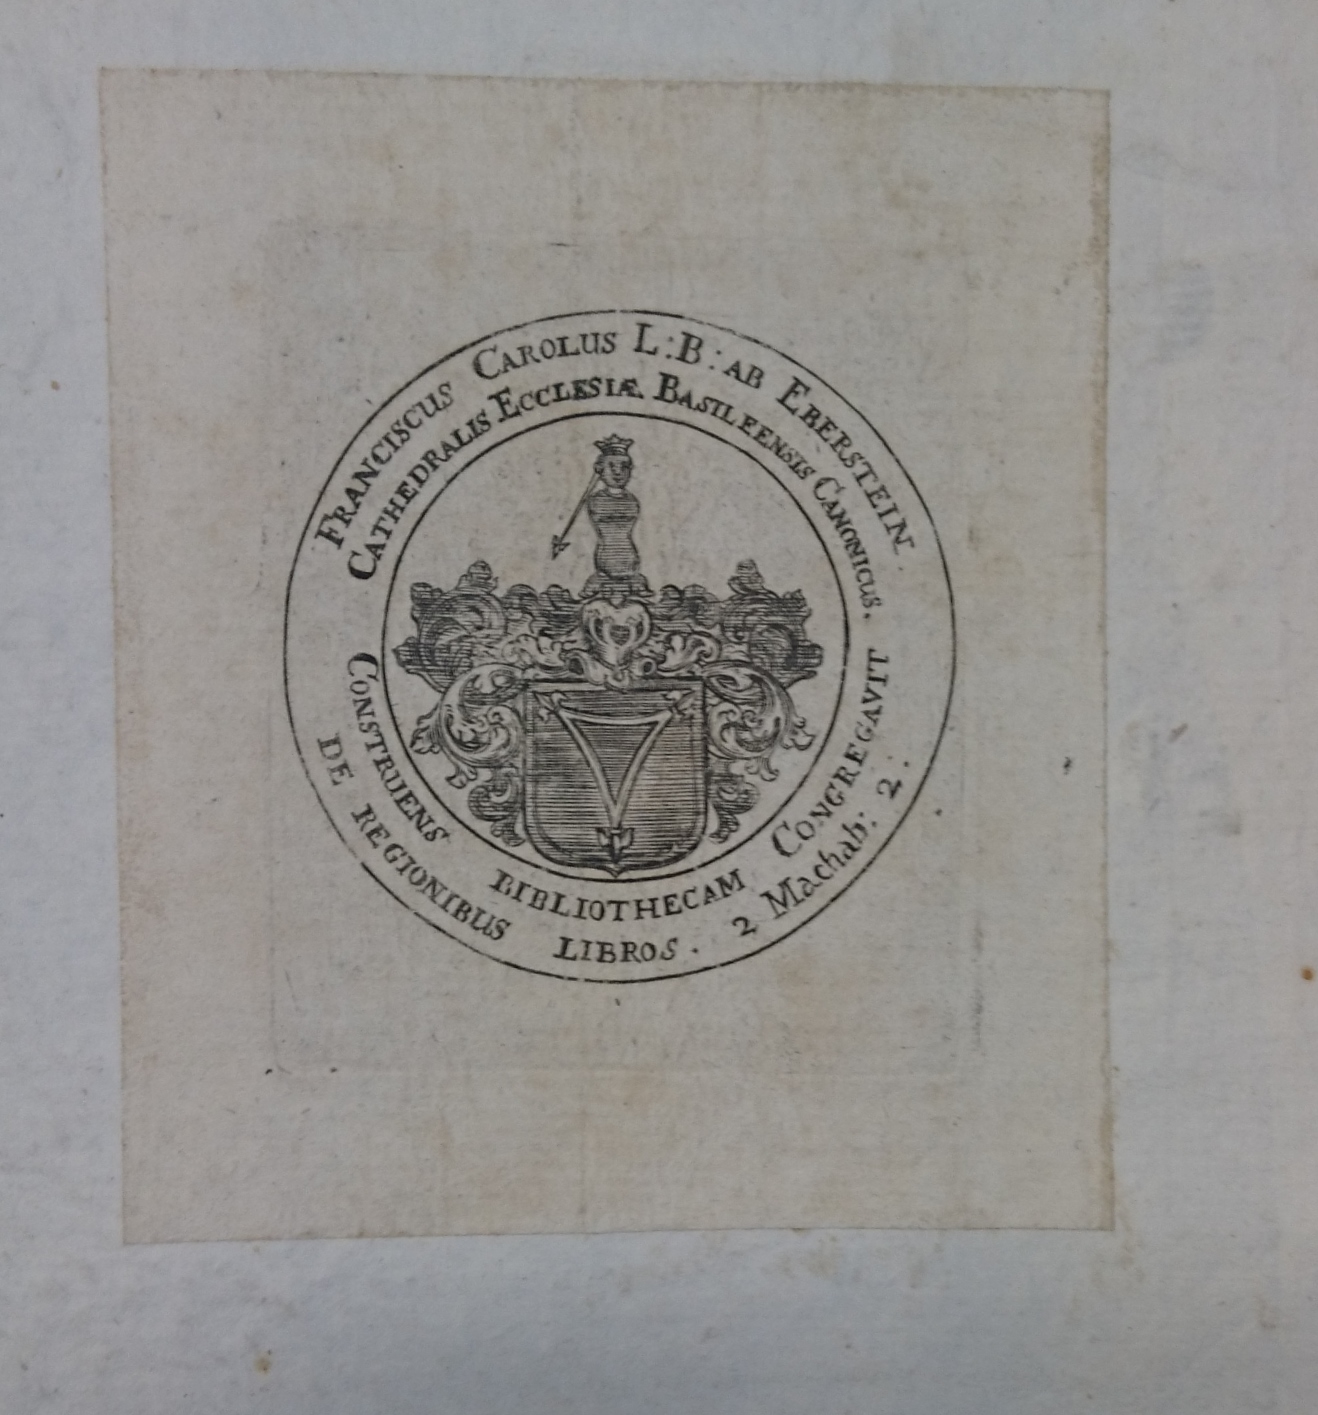 FRANCISCUS CAROLUS L: B: AB EBERSTEIN
CATHEDRALIS ECCLESIÆ BASILEENSIS CANONICUS.
CONSTRUENS BIBLIOTHECAM CONGREGAVIT
DE REGIONIBUS LIBROS. 2 Machab: 2: